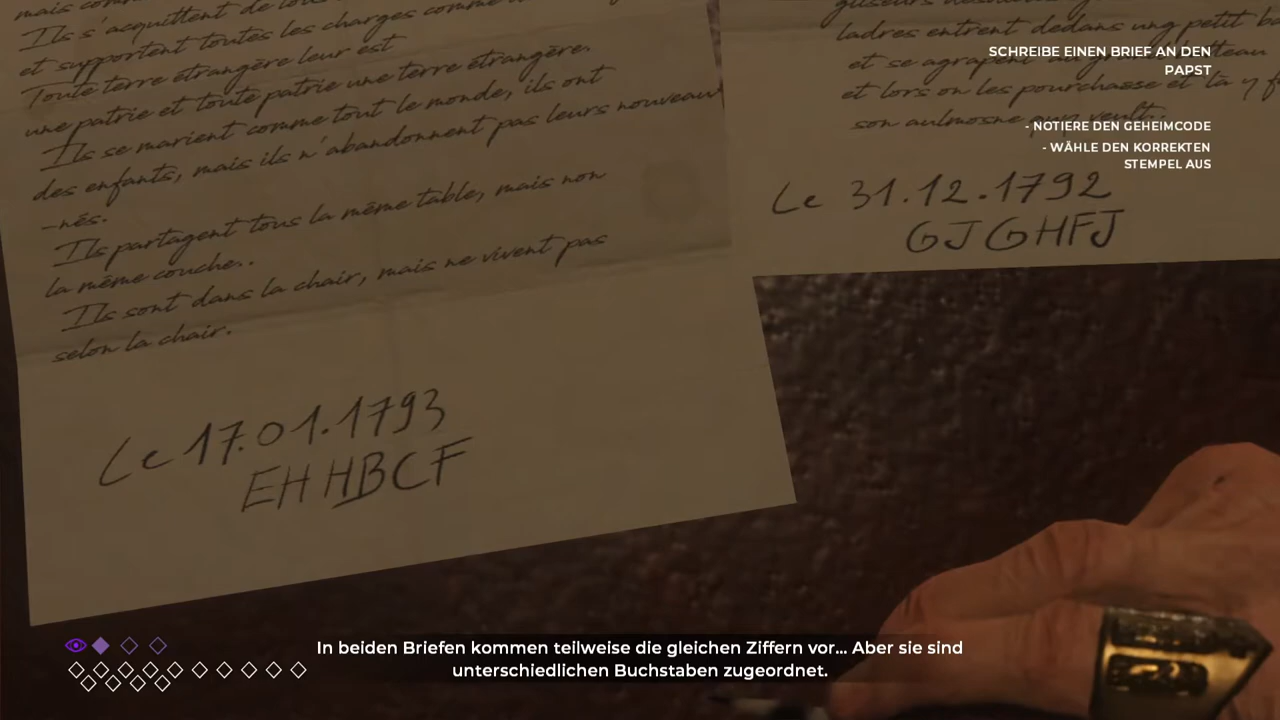 mais
Ils s'acquittent de
et supportent toutes les charges comme
Toute terre étrangère leur est
une patrie et toute patrie une terre étrangère.
Ils se marient comme tout le monde, ils ont
des enfants, mais ils n'abandonnent pas leurs nouveau
-nés.
Ils partagent tous la même table, mais non
la même couche..
Ils sont dans la chair, mais ne vivent pas
selon la chair.
Le 17.01.1793
EHHBCF
ladres entrent dedans ung petit
et se agrapent au
et lors on les pourchasse et là y
son aulmosne
Le 31.12.1792
GJGHFJ
SCHREIBE EINEN BRIEF AN DEN
PAPST
- NOTIERE DEN GEHEIMCODE
- WÄHLE DEN KORREKTEN
STEMPEL AUS
In beiden Briefen kommen teilweise die gleichen Ziffern vor... Aber sie sind
unterschiedlichen Buchstaben zugeordnet.